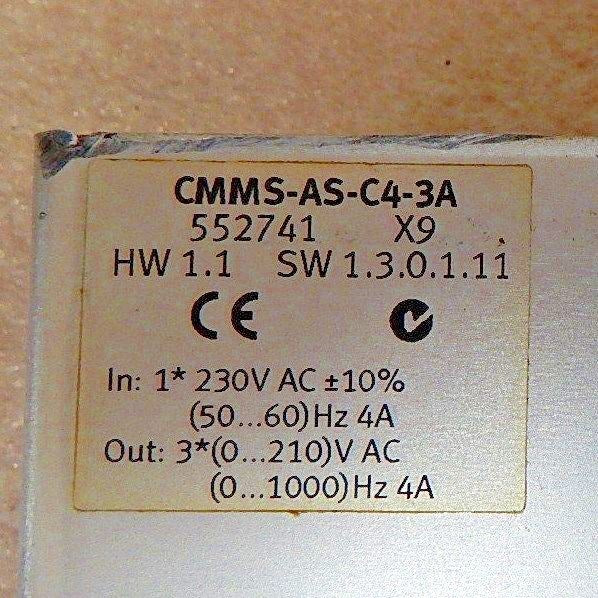 CMMS-AS-C4-3A
552741 X9
HW 1.1 SW 1.3.0.1.11
CE
In: 1* 230V AC ±10%
(50...60)Hz 4A
Out: 3*(0...210)V AC
(0...1000)Hz 4A